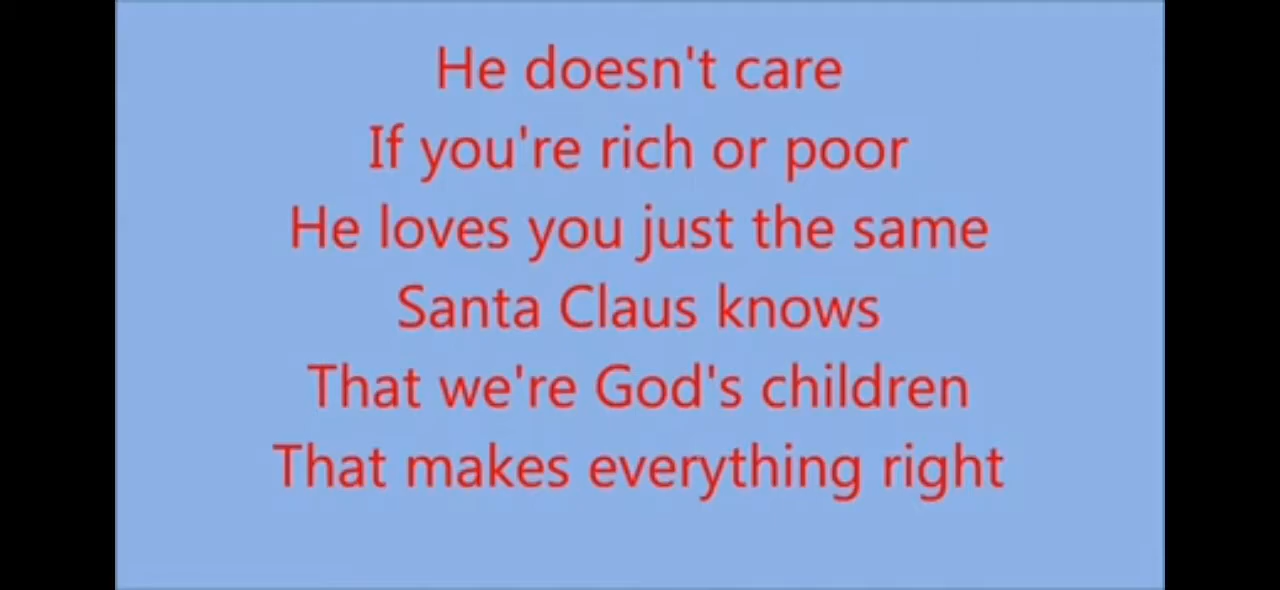 He doesn't care
If you're rich or poor
He loves you just the same
Santa Claus knows
That we're God's children
That makes everything right